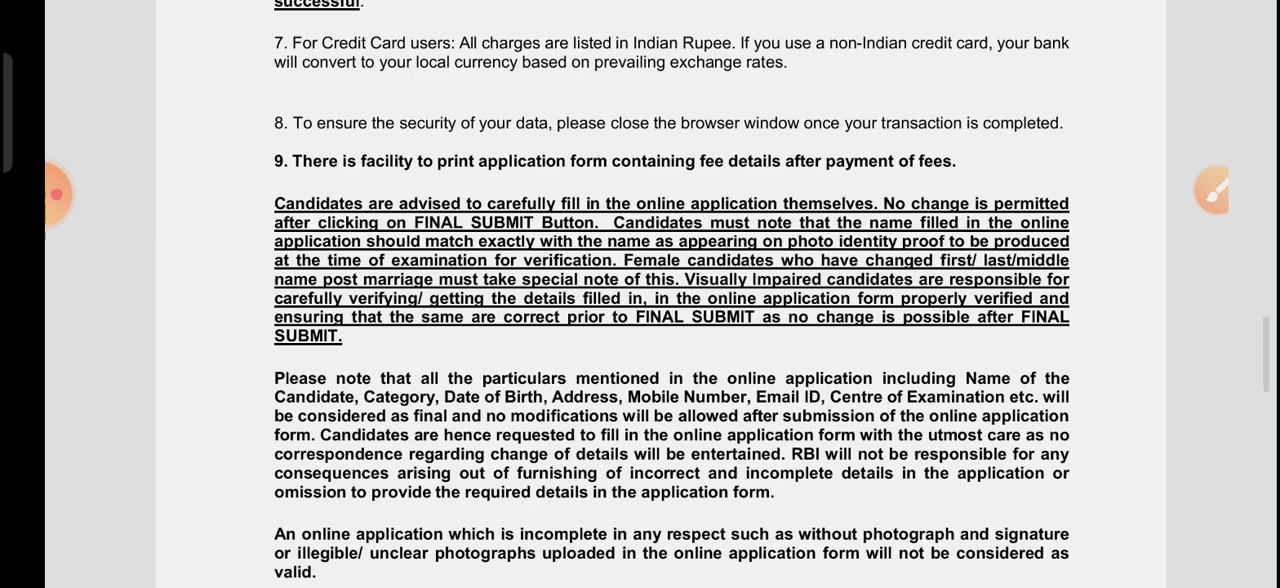 successful.
7. For Credit Card users: All charges are listed in Indian Rupee. If you use a non-Indian credit card, your bank
will convert to your local currency based on prevailing exchange rates.
8. To ensure the security of your data, please close the browser window once your transaction is completed.
9. There is facility to print application form containing fee details after payment of fees.
Candidates are advised to carefully fill in the online application themselves. No change is permitted
after clicking on FINAL SUBMIT Button. Candidates must note that the name filled in the online
application should match exactly with the name as appearing on photo identity proof to be produced
at the time of examination for verification. Female candidates who have changed first/ last/middle
name post marriage must take special note of this. Visually Impaired candidates are responsible for
carefully verifying/ getting the details filled in, in the online application form properly verified and
ensuring that the same are correct prior to FINAL SUBMIT as no change is possible after FINAL
SUBMIT.
Please note that all the particulars mentioned in the online application including Name of the
Candidate, Category, Date of Birth, Address, Mobile Number, Email ID, Centre of Examination etc. will
be considered as final and no modifications will be allowed after submission of the online application
form. Candidates are hence requested to fill in the online application form with the utmost care as no
correspondence regarding change of details will be entertained. RBI will not be responsible for any
consequences arising out of furnishing of incorrect and incomplete details in the application or
omission to provide the required details in the application form.
An online application which is incomplete in any respect such as without photograph and signature
or illegible/ unclear photographs uploaded in the online application form will not be considered as
valid.